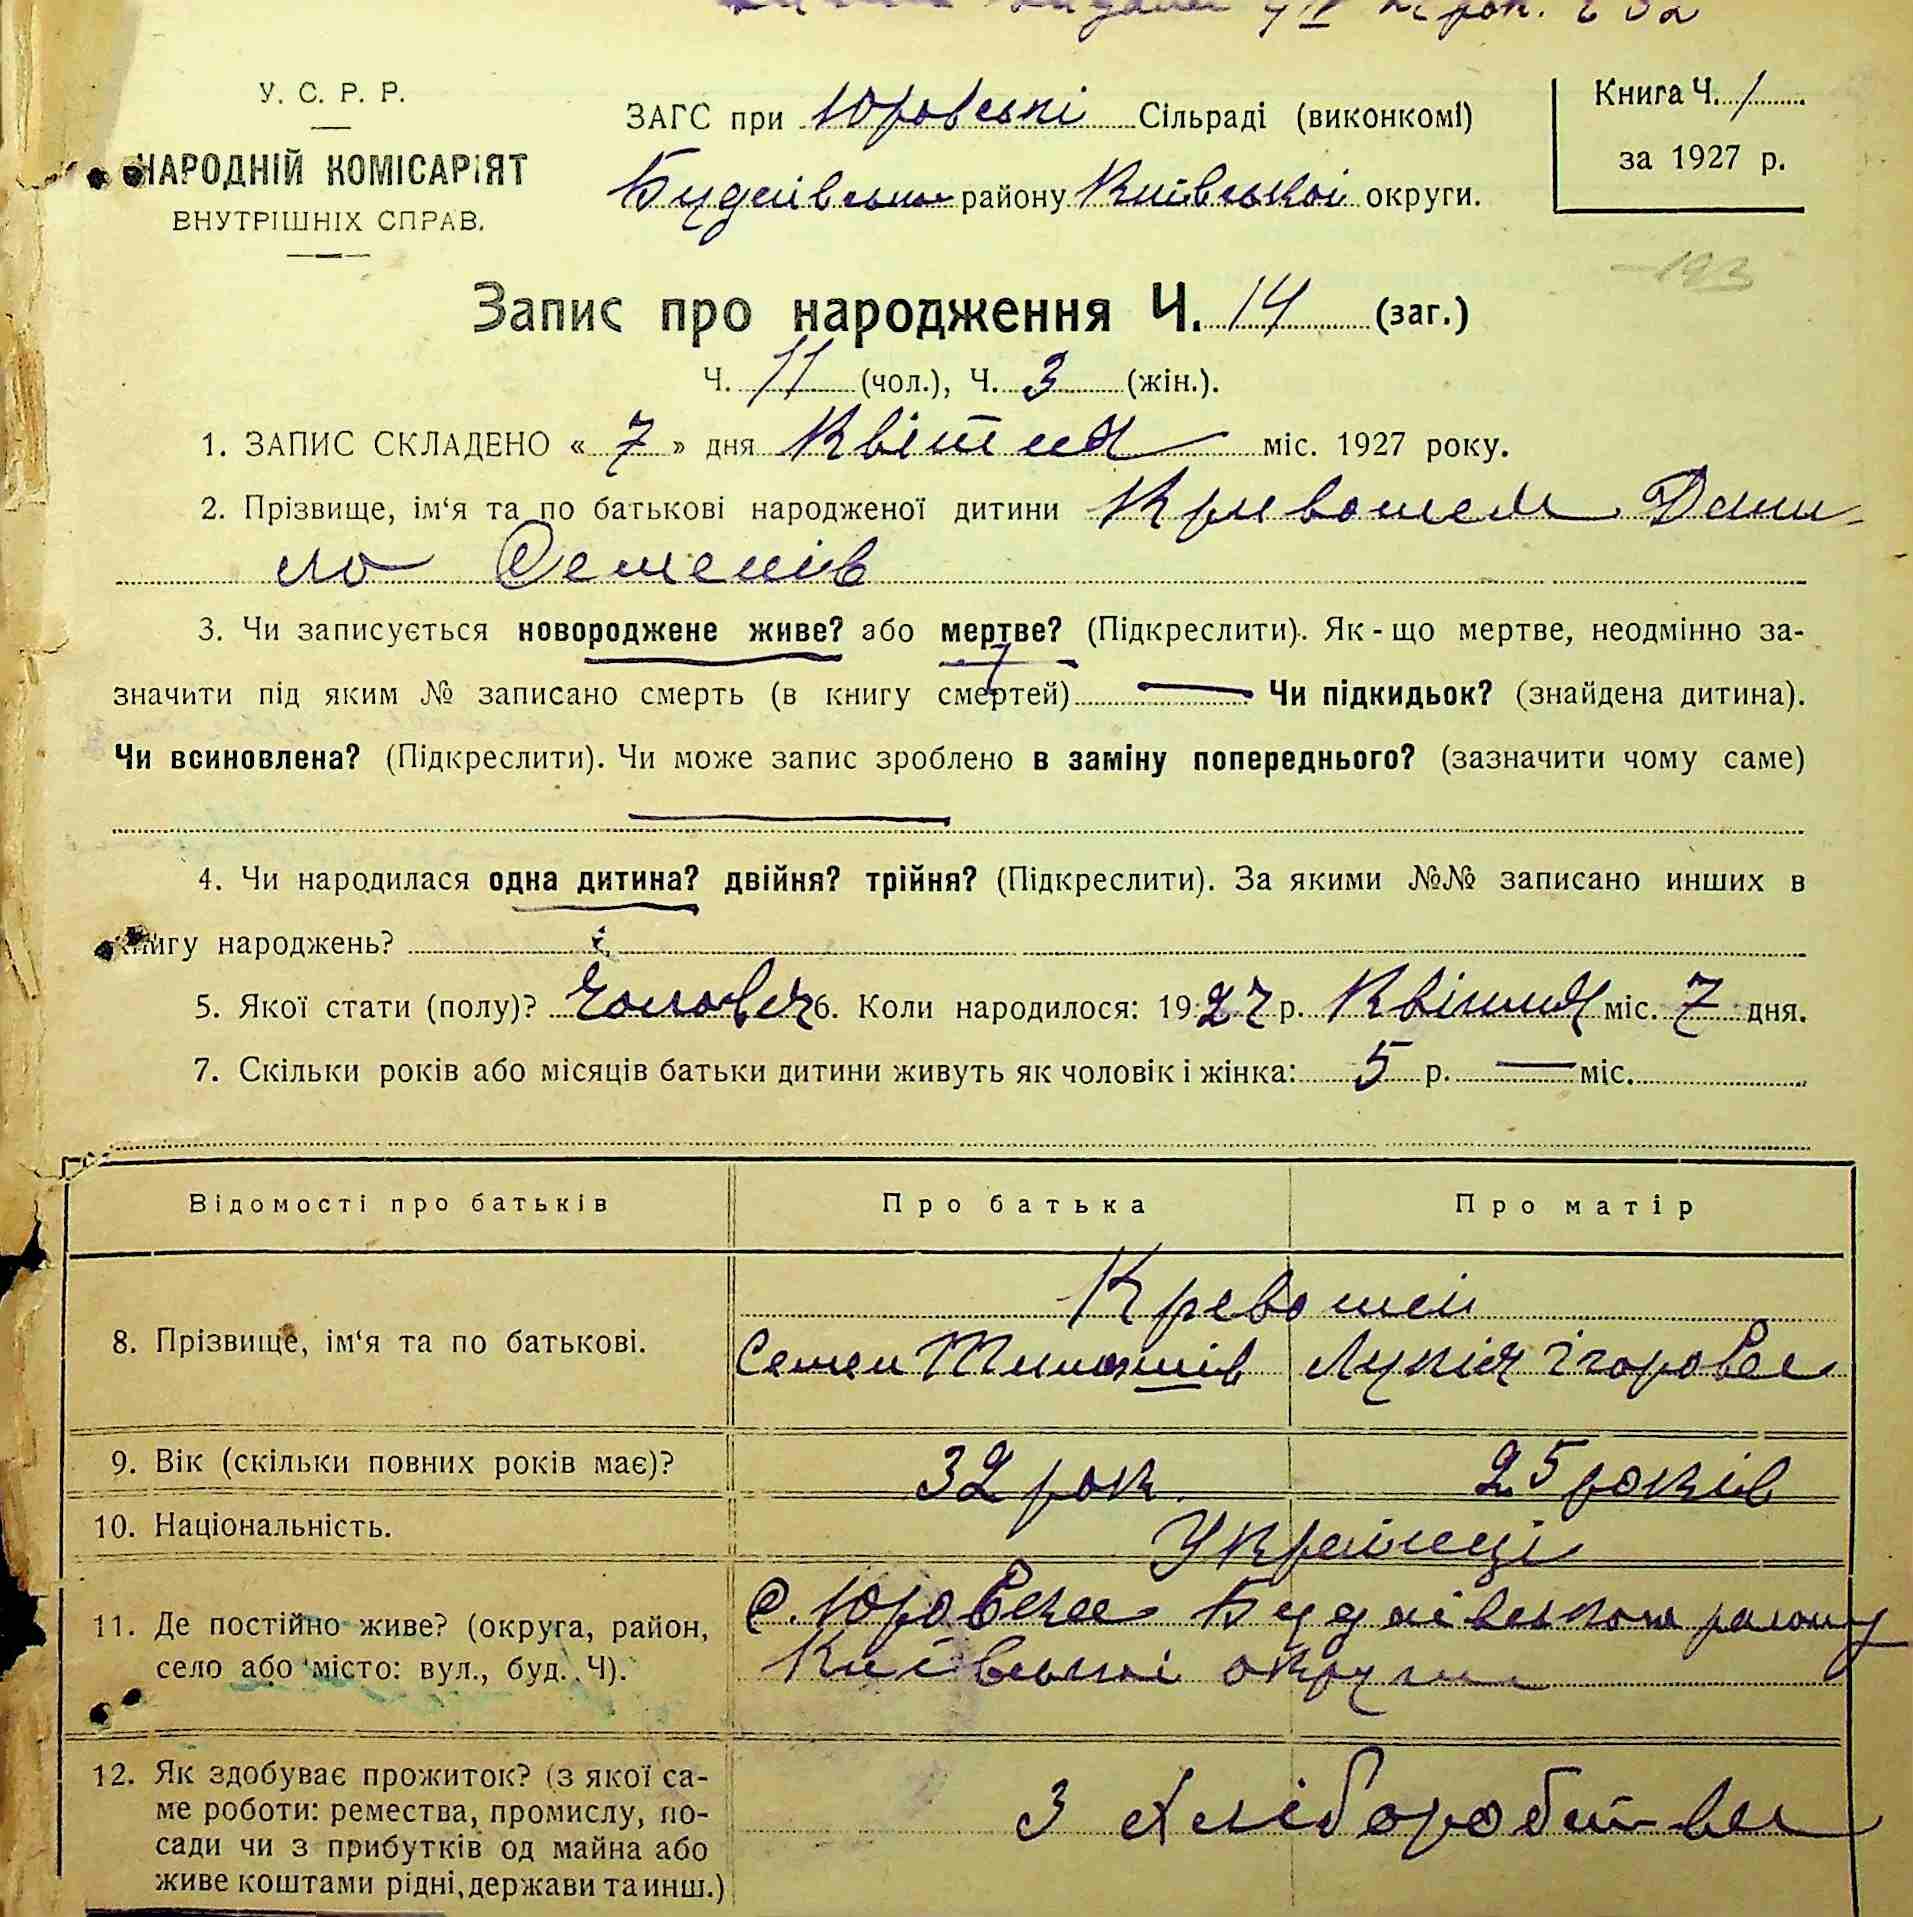 У. С. Р. Р.
НАРОДНІЙ КОМІСАРІЯТ
ВНУТРІШНІХ СПРАВ.
ЗАГС при Юровській Сільраді (виконкомі)
Будаївськ району Київської округи.
Книга Ч. 1
за 1927 р.
193
Запис про народження Ч. 14 (заг.)
Ч. 11 (чол.), Ч. 3 (жін.).
1. ЗАПИС СКЛАДЕНО « 7 » дня Квітня міс. 1927 року.
2. Прізвище, ім‘я та по батькові народженої дитини Кривошея Дани-
ло Семенів
3. Чи записується новороджене живе? або мертве? (Підкреслити). Як-що мертве, неодмінно за-
значити під яким № записано смерть (в книгу смертей) — Чи підкидьок? (знайдена дитина).
Чи всиновлена? (Підкреслити). Чи може запис зроблено в заміну попереднього? (зазначити чому саме)
4. Чи народилася одна дитина? двійня? трійня? (Підкреслити). За якими №№ записано инших в
книгу народжень?
5. Якої стати (полу)? Чоловіч 6. Коли народилося: 1927 р. Квітня міс. 7 дня.
7. Скільки років або місяців батьки дитини живуть як чоловік і жінка: 5 р. — міс.
Відомості про батьків Про батька Про матір
8. Прізвище, ім‘я та по батькові. Кревошеї
Семен Тимошів Лукія Ігоровна
9. Вік (скільки повних років має)? 32 рок 25 років
10. Національність. Українці
11. Де постійно живе? (округа, район,
село або місто: вул., буд. Ч).
с. Юровка Будаївського району
Київської округи
12. Як здобуває прожиток? (з якої са-
ме роботи: ремества, промислу, по-
сади чи з прибутків од майна або
живе коштами рідні, держави та инш.)
З Хліборобства